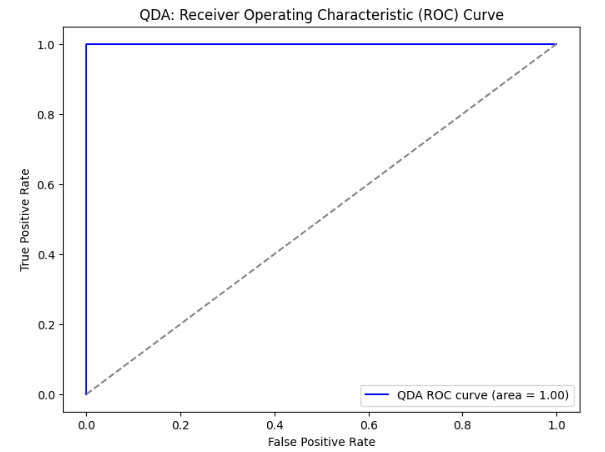 QDA: Receiver Operating Characteristic (ROC) Curve
1.0
0.8
0.6
0.4
0.2
0.0
True Positive Rate
QDA ROC curve (area = 1.00)
0.0 0.2 0.4 0.6 0.8 1.0
False Positive Rate